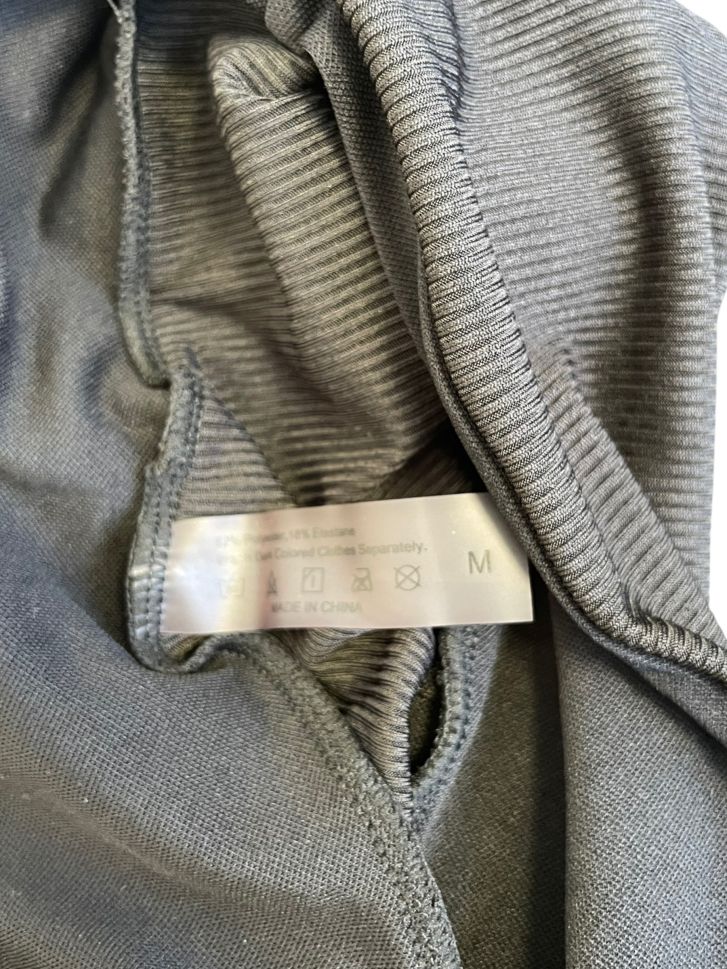 Polyester,18% Elastane
Colored Clothes Separately.
M
MADE IN CHINA